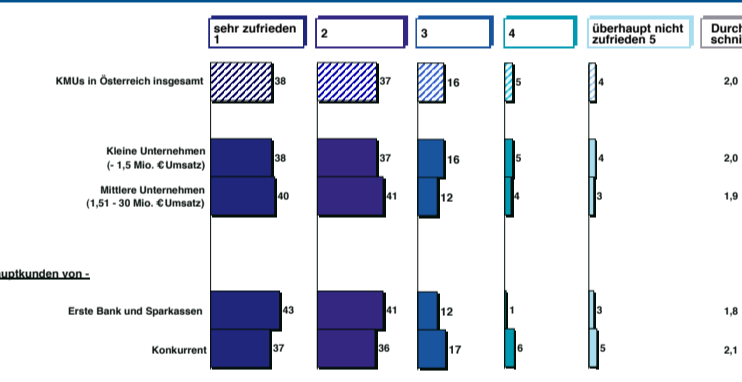 sehr zufrieden 1
2
3
4
überhaupt nicht zufrieden 5
Durch
schni
KMUs in Österreich insgesamt 38 37 16 5 4 2,0
Kleine Unternehmen
(- 1,5 Mio. € Umsatz) 38 37 16 5 4 2,0
Mittlere Unternehmen
(1,51 - 30 Mio. € Umsatz) 40 41 12 4 3 1,9
uptkunden von -
Erste Bank und Sparkassen 43 41 12 1 3 1,8
Konkurrent 37 36 17 6 5 2,1